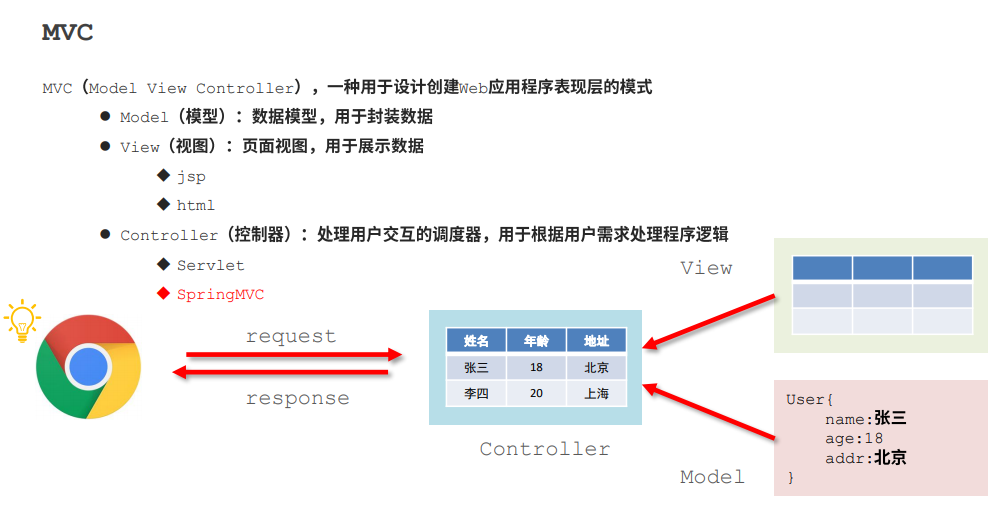 MVC
MVC（Model View Controller），一种用于设计创建Web应用程序表现层的模式
● Model（模型）：数据模型，用于封装数据
● View（视图）：页面视图，用于展示数据
◆ jsp
◆ html
● Controller（控制器）：处理用户交互的调度器，用于根据用户需求处理程序逻辑
◆ Servlet
◆ SpringMVC
View
request
response
姓名 年龄 地址
张三 18 北京
李四 20 上海
Controller
User{
name:张三
age:18
addr:北京
}
Model